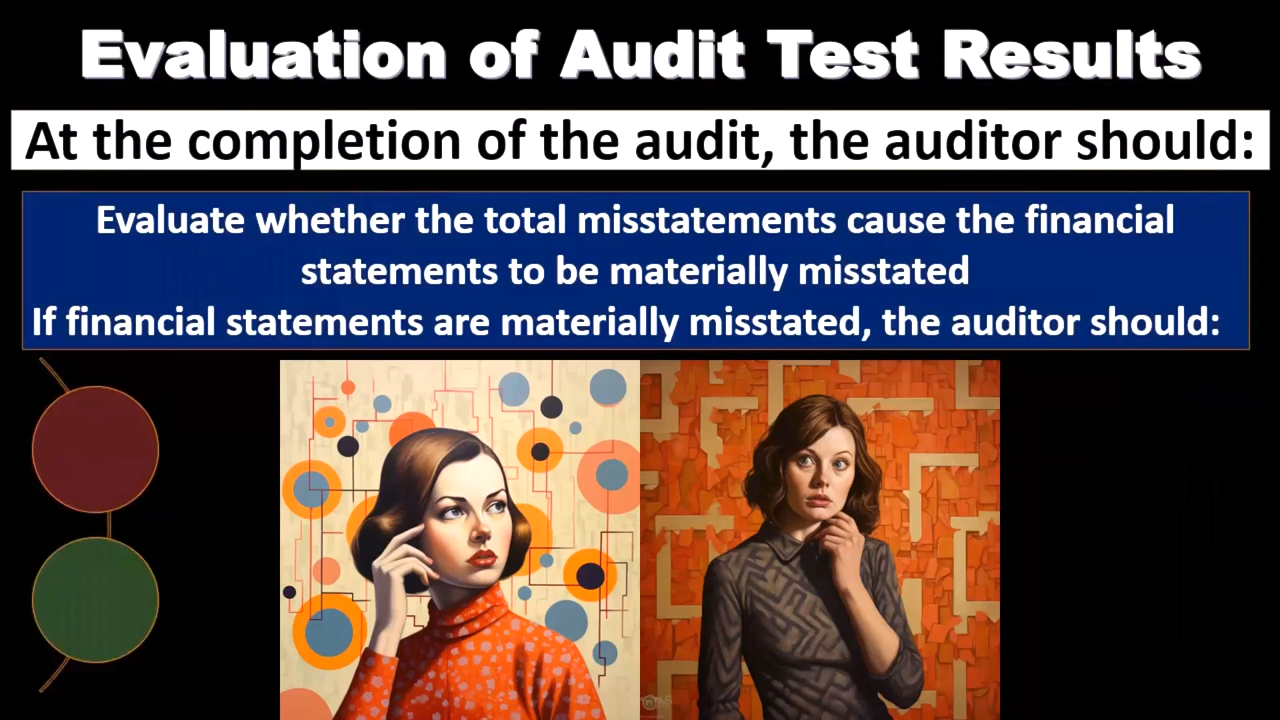 Evaluation of Audit Test Results
At the completion of the audit, the auditor should:
Evaluate whether the total misstatements cause the financial
statements to be materially misstated
If financial statements are materially misstated, the auditor should: